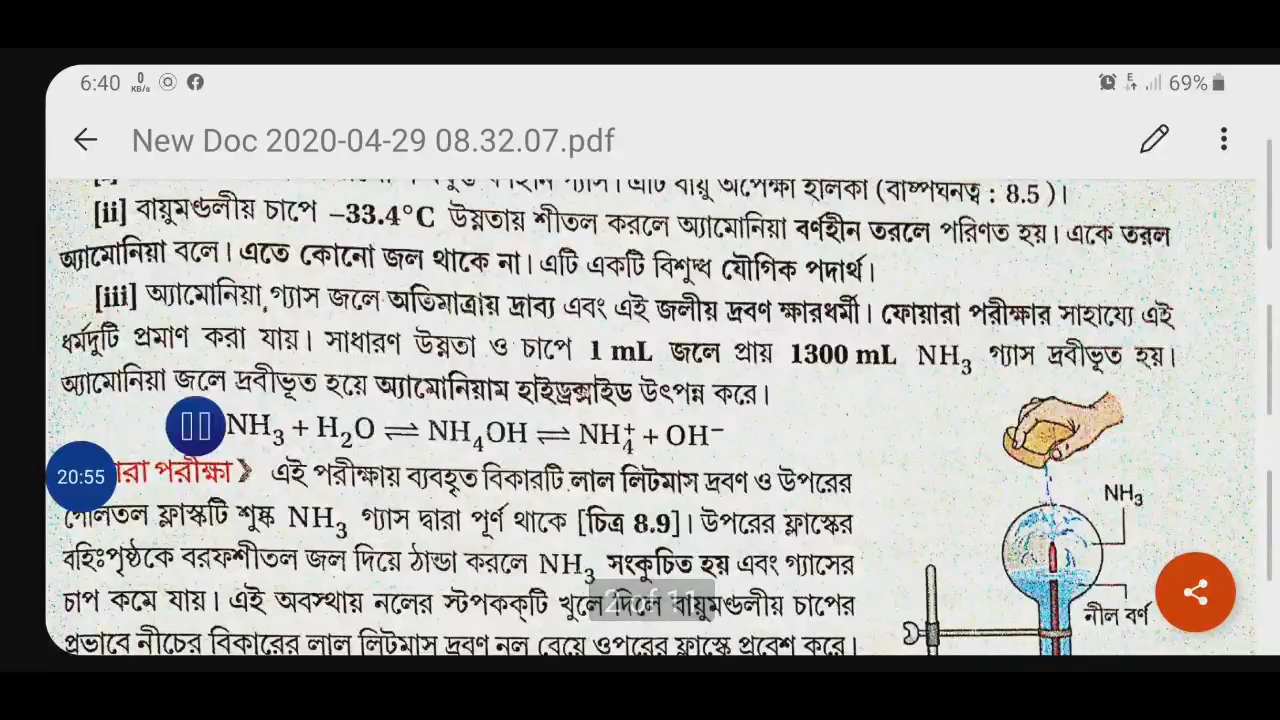 6:40 0 KB/s 69%
New Doc 2020-04-29 08.32.07.pdf
গ্যাস। এটি বায়ু অপেক্ষা হালকা (বাষ্পঘনত্ব : 8.5)।
[ii] বায়ুমণ্ডলীয় চাপে –33.4°C উষ্ণতায় শীতল করলে অ্যামোনিয়া বর্ণহীন তরলে পরিণত হয়। একে তরল
অ্যামোনিয়া বলে। এতে কোনো জল থাকে না। এটি একটি বিশুদ্ধ যৌগিক পদার্থ।
[iii] অ্যামোনিয়া গ্যাস জলে অতিমাত্রায় দ্রাব্য এবং এই জলীয় দ্রবণ ক্ষারধর্মী। ফোয়ারা পরীক্ষার সাহায্যে এই
ধর্মদুটি প্রমাণ করা যায়। সাধারণ উষ্ণতা ও চাপে 1 mL জলে প্রায় 1300 mL NH₃ গ্যাস দ্রবীভূত হয়।
অ্যামোনিয়া জলে দ্রবীভূত হয়ে অ্যামোনিয়াম হাইড্রক্সাইড উৎপন্ন করে।
NH₃ + H₂O ⇌ NH₄OH ⇌ NH₄⁺ + OH⁻
20:55
পরীক্ষা》 এই পরীক্ষায় ব্যবহৃত বিকারটি লাল লিটমাস দ্রবণ ও উপরের
গোলতল ফ্লাস্কটি শুষ্ক NH₃ গ্যাস দ্বারা পূর্ণ থাকে [চিত্র 8.9]। উপরের ফ্লাস্কের
বহিঃপৃষ্ঠকে বরফশীতল জল দিয়ে ঠান্ডা করলে NH₃ সংকুচিত হয় এবং গ্যাসের
চাপ কমে যায়। এই অবস্থায় নলের স্টপককটি খুলে দিলে বায়ুমণ্ডলীয় চাপের
প্রভাবে নীচের বিকারের লাল লিটমাস দ্রবণ নল বেয়ে ওপরের ফ্লাস্কে প্রবেশ করে।
2 of 11
NH₃
নীল বর্ণ